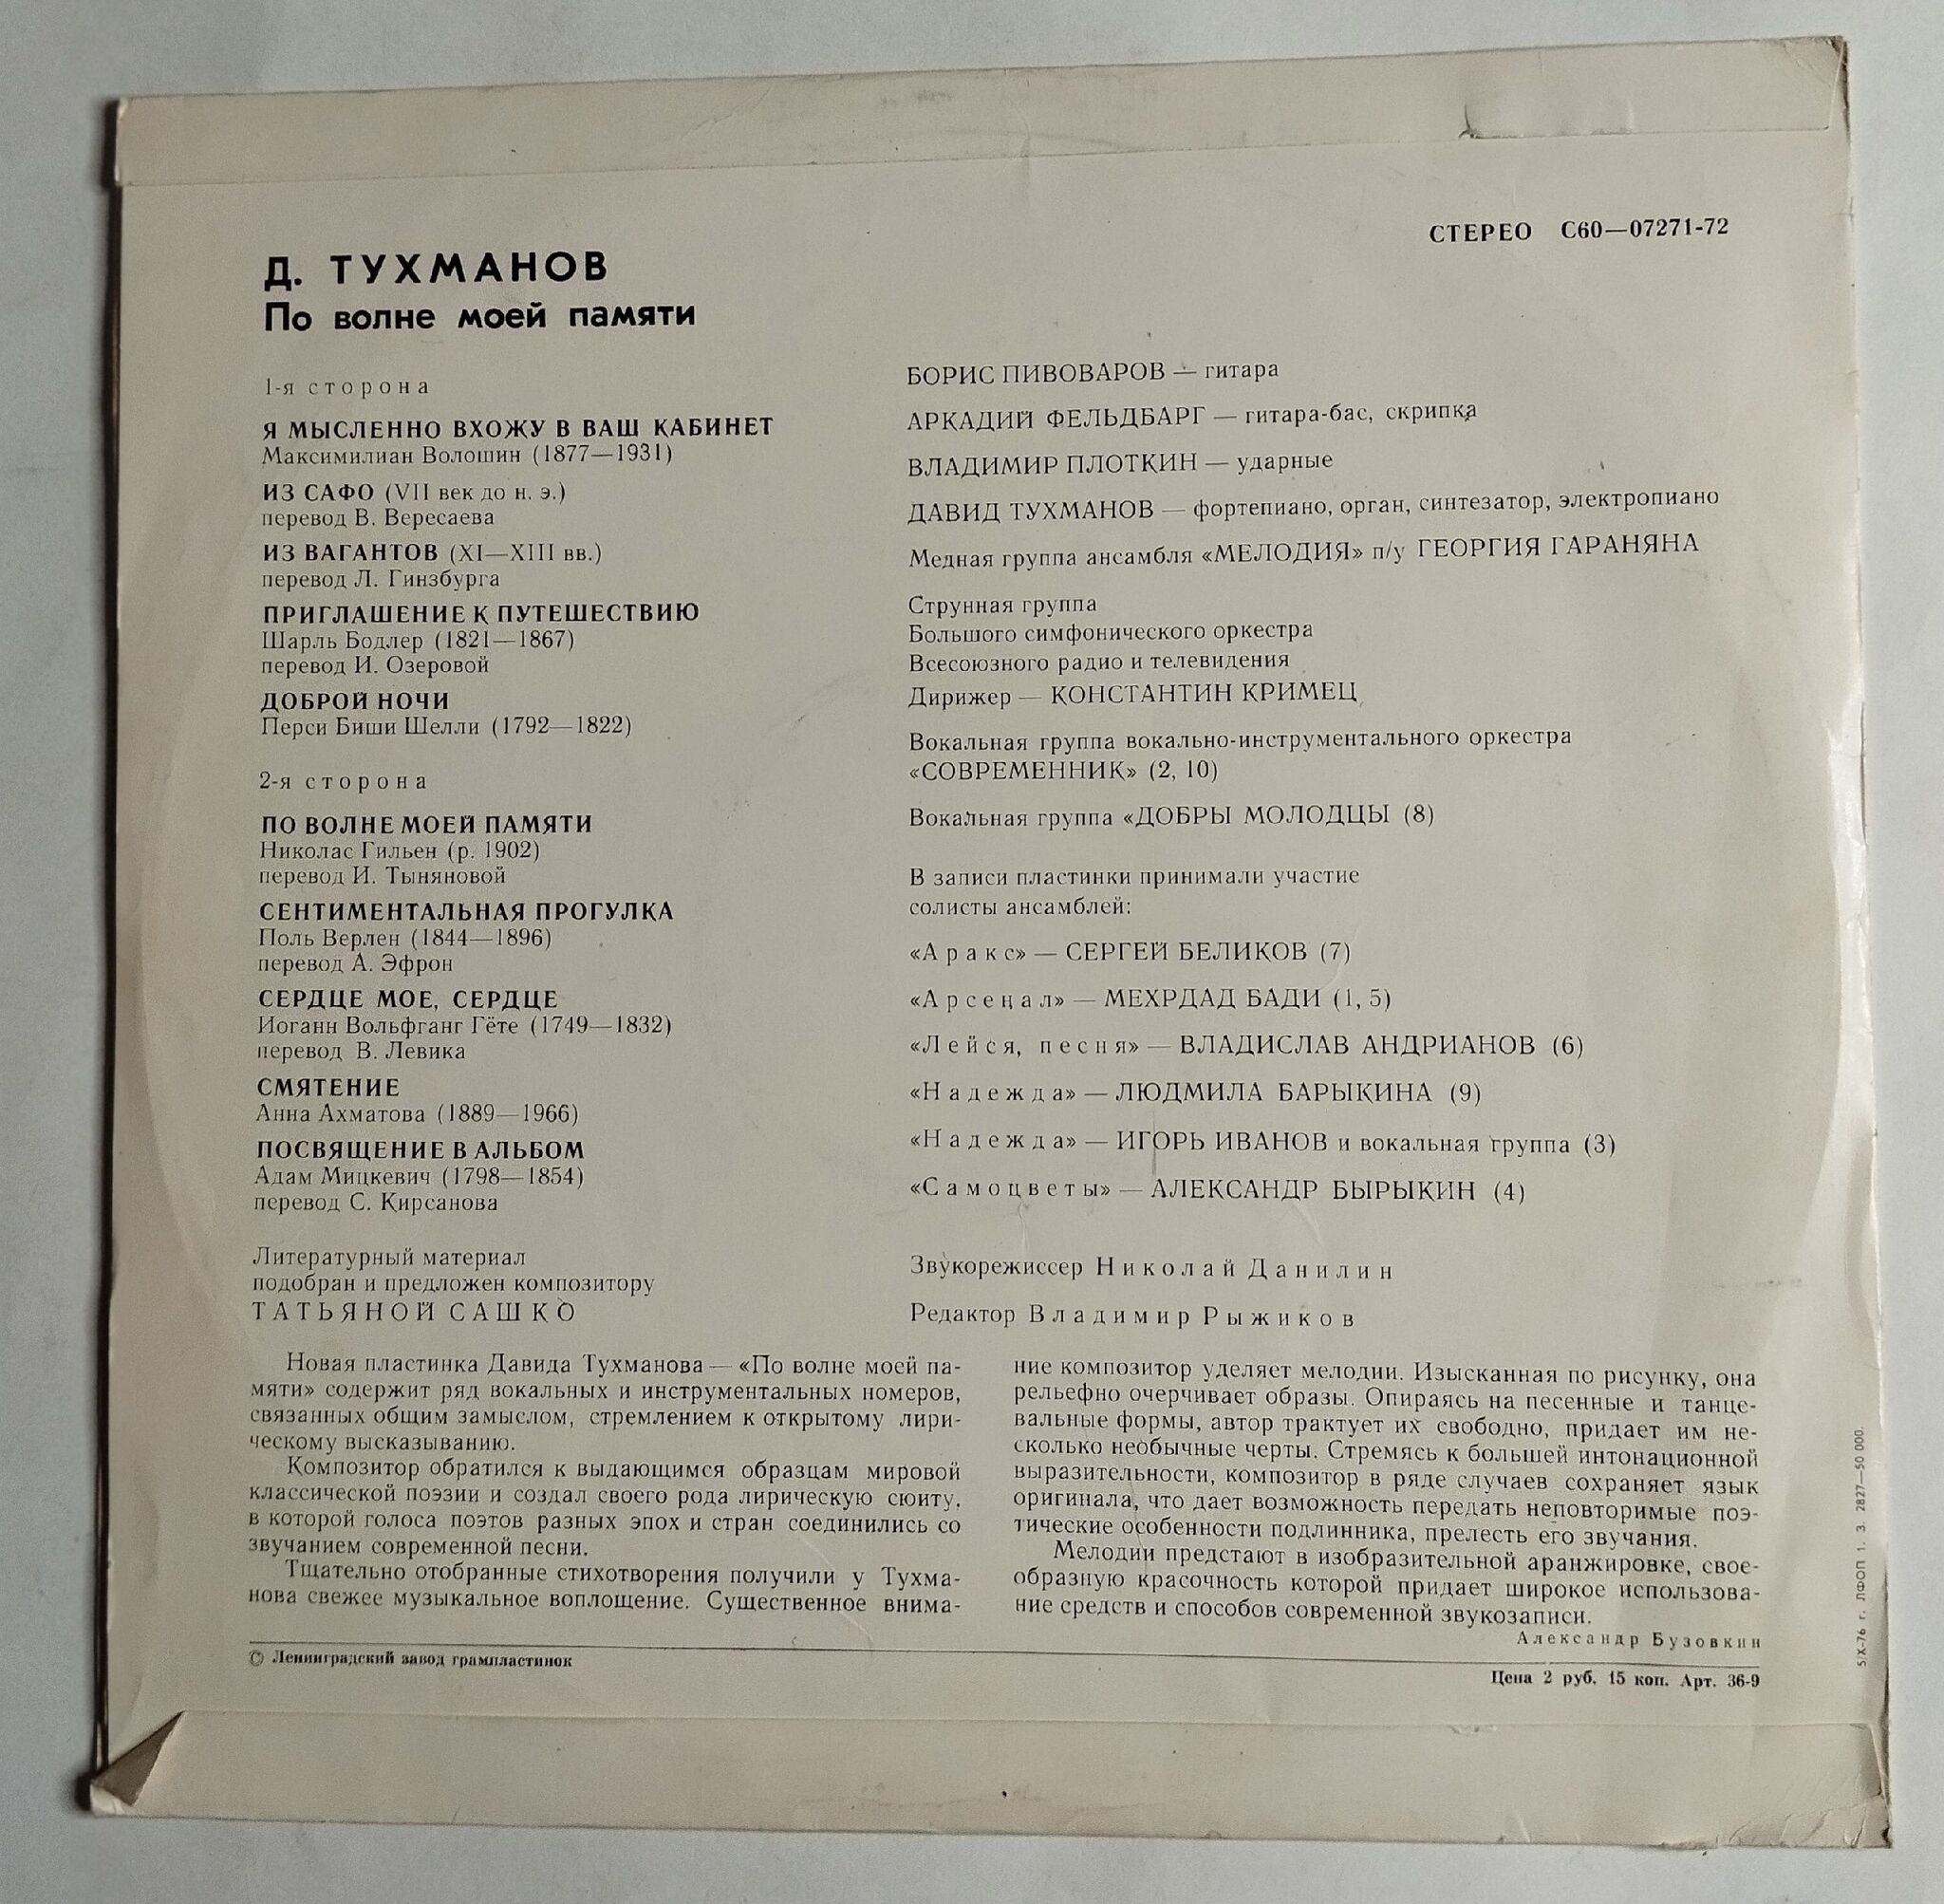 СТЕРЕО С60—07271-72
Д. ТУХМАНОВ
По волне моей памяти
1-я сторона
Я МЫСЛЕННО ВХОЖУ В ВАШ КАБИНЕТ
Максимилиан Волошин (1877—1931)
ИЗ САФО (VII век до н. э.)
перевод В. Вересаева
ИЗ ВАГАНТОВ (XI—XIII вв.)
перевод Л. Гинзбурга
ПРИГЛАШЕНИЕ К ПУТЕШЕСТВИЮ
Шарль Бодлер (1821—1867)
перевод И. Озеровой
ДОБРОЙ НОЧИ
Перси Биши Шелли (1792—1822)
2-я сторона
ПО ВОЛНЕ МОЕЙ ПАМЯТИ
Николас Гильен (р. 1902)
перевод И. Тыняновой
СЕНТИМЕНТАЛЬНАЯ ПРОГУЛКА
Поль Верлен (1844—1896)
перевод А. Эфрон
СЕРДЦЕ МОЕ, СЕРДЦЕ
Иоганн Вольфганг Гёте (1749—1832)
перевод В. Левика
СМЯТЕНИЕ
Анна Ахматова (1889—1966)
ПОСВЯЩЕНИЕ В АЛЬБОМ
Адам Мицкевич (1798—1854)
перевод С. Кирсанова
Литературный материал
подобран и предложен композитору
ТАТЬЯНОЙ САШКО
БОРИС ПИВОВАРОВ — гитара
АРКАДИЙ ФЕЛЬДБАРГ — гитара-бас, скрипка
ВЛАДИМИР ПЛОТКИН — ударные
ДАВИД ТУХМАНОВ — фортепиано, орган, синтезатор, электропиано
Медная группа ансамбля «МЕЛОДИЯ» п/у ГЕОРГИЯ ГАРАНЯНА
Струнная группа
Большого симфонического оркестра
Всесоюзного радио и телевидения
Дирижер — КОНСТАНТИН КРИМЕЦ
Вокальная группа вокально-инструментального оркестра
«СОВРЕМЕННИК» (2, 10)
Вокальная группа «ДОБРЫ МОЛОДЦЫ (8)
В записи пластинки принимали участие
солисты ансамблей:
«Аракс» — СЕРГЕЙ БЕЛИКОВ (7)
«Арсенал» — МЕХРДАД БАДИ (1, 5)
«Лейся, песня» — ВЛАДИСЛАВ АНДРИАНОВ (6)
«Надежда» — ЛЮДМИЛА БАРЫКИНА (9)
«Надежда» — ИГОРЬ ИВАНОВ и вокальная группа (3)
«Самоцветы» — АЛЕКСАНДР БЫРЫКИН (4)
Звукорежиссер Николай Данилин
Редактор Владимир Рыжиков
Новая пластинка Давида Тухманова — «По волне моей па-
мяти» содержит ряд вокальных и инструментальных номеров,
связанных общим замыслом, стремлением к открытому лири-
ческому высказыванию.
Композитор обратился к выдающимся образцам мировой
классической поэзии и создал своего рода лирическую сюиту,
в которой голоса поэтов разных эпох и стран соединились со
звучанием современной песни.
Тщательно отобранные стихотворения получили у Тухма-
нова свежее музыкальное воплощение. Существенное внима-
ние композитор уделяет мелодии. Изысканная по рисунку, она
рельефно очерчивает образы. Опираясь на песенные и танце-
вальные формы, автор трактует их свободно, придает им не-
сколько необычные черты. Стремясь к большей интонационной
выразительности, композитор в ряде случаев сохраняет язык
оригинала, что дает возможность передать неповторимые поэ-
тические особенности подлинника, прелесть его звучания.
Мелодии предстают в изобразительной аранжировке, свое-
образную красочность которой придает широкое использова-
ние средств и способов современной звукозаписи.
Александр Бузовкин
© Ленинградский завод грампластинок
Цена 2 руб. 15 коп. Арт. 36-9
5/X-76 г. ЛФОП 1. З. 2827—50 000.